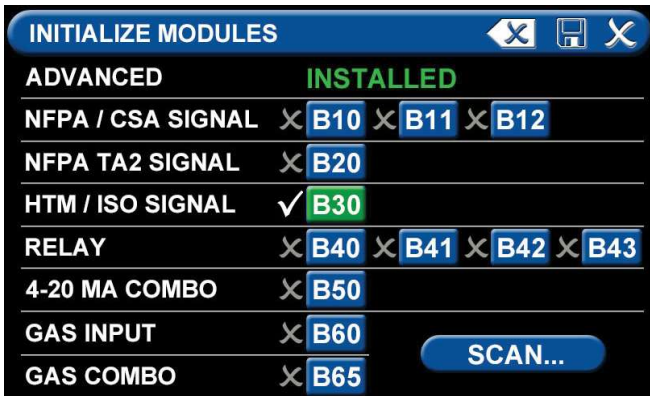 INITIALIZE MODULES
ADVANCED INSTALLED
NFPA / CSA SIGNAL B10 B11 B12
NFPA TA2 SIGNAL B20
HTM / ISO SIGNAL B30
RELAY B40 B41 B42 B43
4-20 MA COMBO B50
GAS INPUT B60
SCAN...
GAS COMBO B65